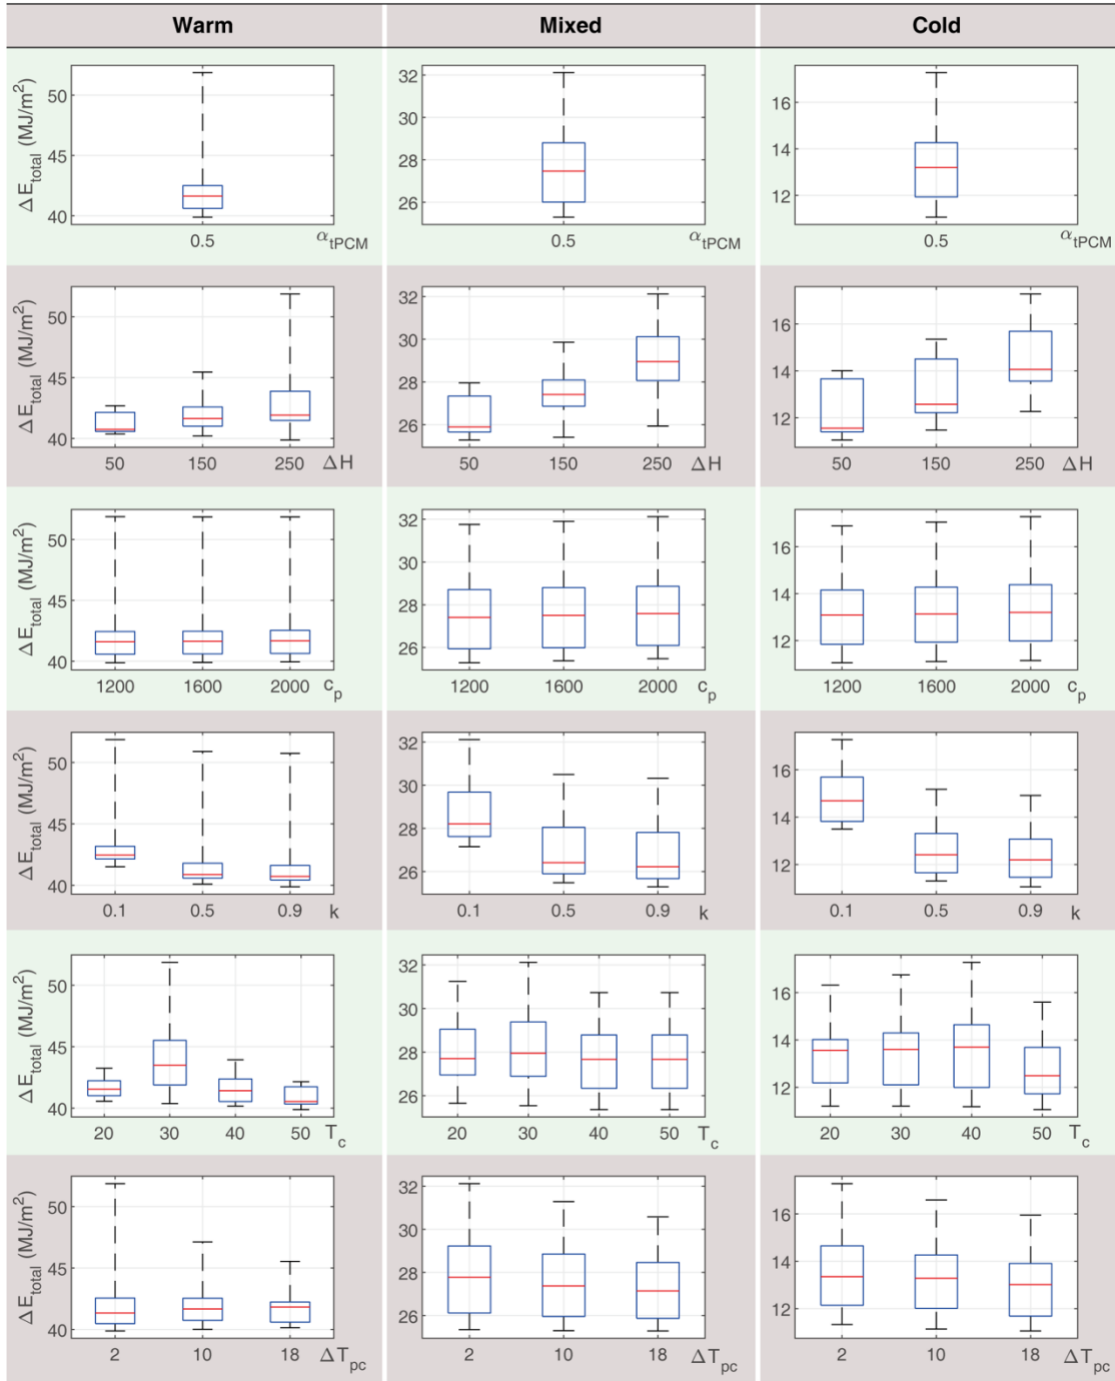 Warm Mixed Cold
ΔE_total (MJ/m²) 50 45 40 0.5 α_tPCM
32 30 28 26 0.5 α_tPCM
16 14 12 0.5 α_tPCM
ΔE_total (MJ/m²) 50 45 40 50 150 250 ΔH
32 30 28 26 50 150 250 ΔH
16 14 12 50 150 250 ΔH
ΔE_total (MJ/m²) 50 45 40 1200 1600 2000 c_p
32 30 28 26 1200 1600 2000 c_p
16 14 12 1200 1600 2000 c_p
ΔE_total (MJ/m²) 50 45 40 0.1 0.5 0.9 k
32 30 28 26 0.1 0.5 0.9 k
16 14 12 0.1 0.5 0.9 k
ΔE_total (MJ/m²) 50 45 40 20 30 40 50 T_c
32 30 28 26 20 30 40 50 T_c
16 14 12 20 30 40 50 T_c
ΔE_total (MJ/m²) 50 45 40 2 10 18 ΔT_pc
32 30 28 26 2 10 18 ΔT_pc
16 14 12 2 10 18 ΔT_pc